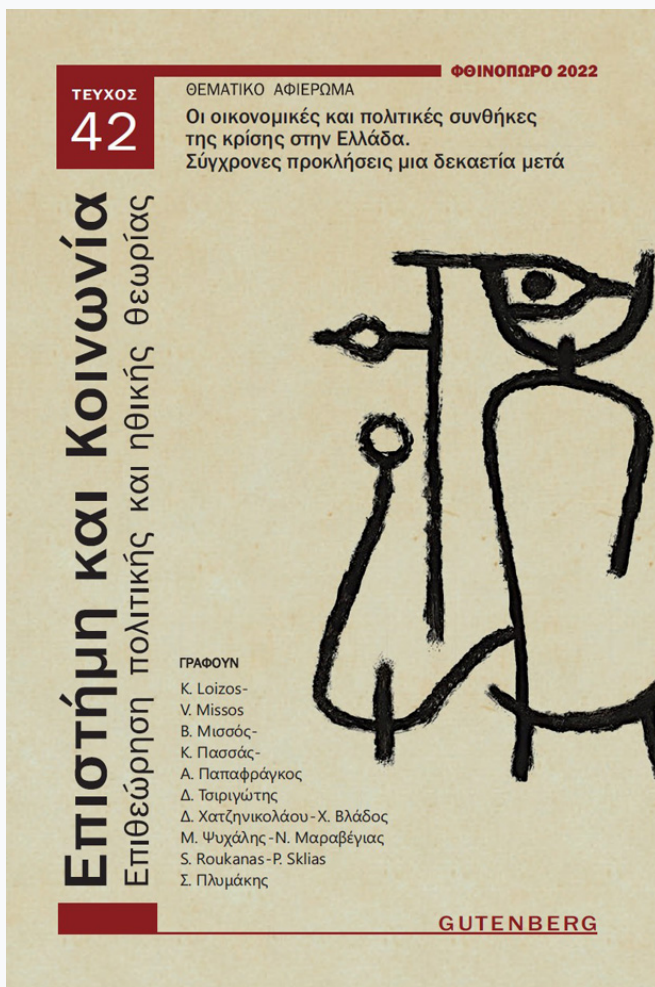 ΦΘΙΝΟΠΩΡΟ 2022
ΤΕΥΧΟΣ
42
ΘΕΜΑΤΙΚΟ ΑΦΙΕΡΩΜΑ
Οι οικονομικές και πολιτικές συνθήκες
της κρίσης στην Ελλάδα.
Σύγχρονες προκλήσεις μια δεκαετία μετά
Επιστήμη και Κοινωνία
Επιθεώρηση πολιτικής και ηθικής θεωρίας
ΓΡΑΦΟΥΝ
K. Loizos-
V. Missos
Β. Μισσός-
Κ. Πασσάς-
Α. Παπαφράγκος
Δ. Τσιριγώτης
Δ. Χατζηνικολάου-Χ. Βλάδος
Μ. Ψυχάλης-Ν. Μαραβέγιας
S. Roukanas-P. Sklias
Σ. Πλυμάκης
GUTENBERG